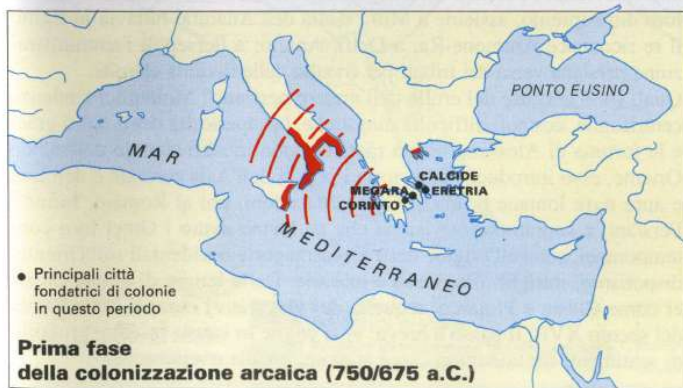 PONTO EUSINO
MAR
CALCIDE
MEGARA
ERETRIA
CORINTO
MEDITERRANEO
Principali città
fondatrici di colonie
in questo periodo
Prima fase
della colonizzazione arcaica (750/675 a.C.)